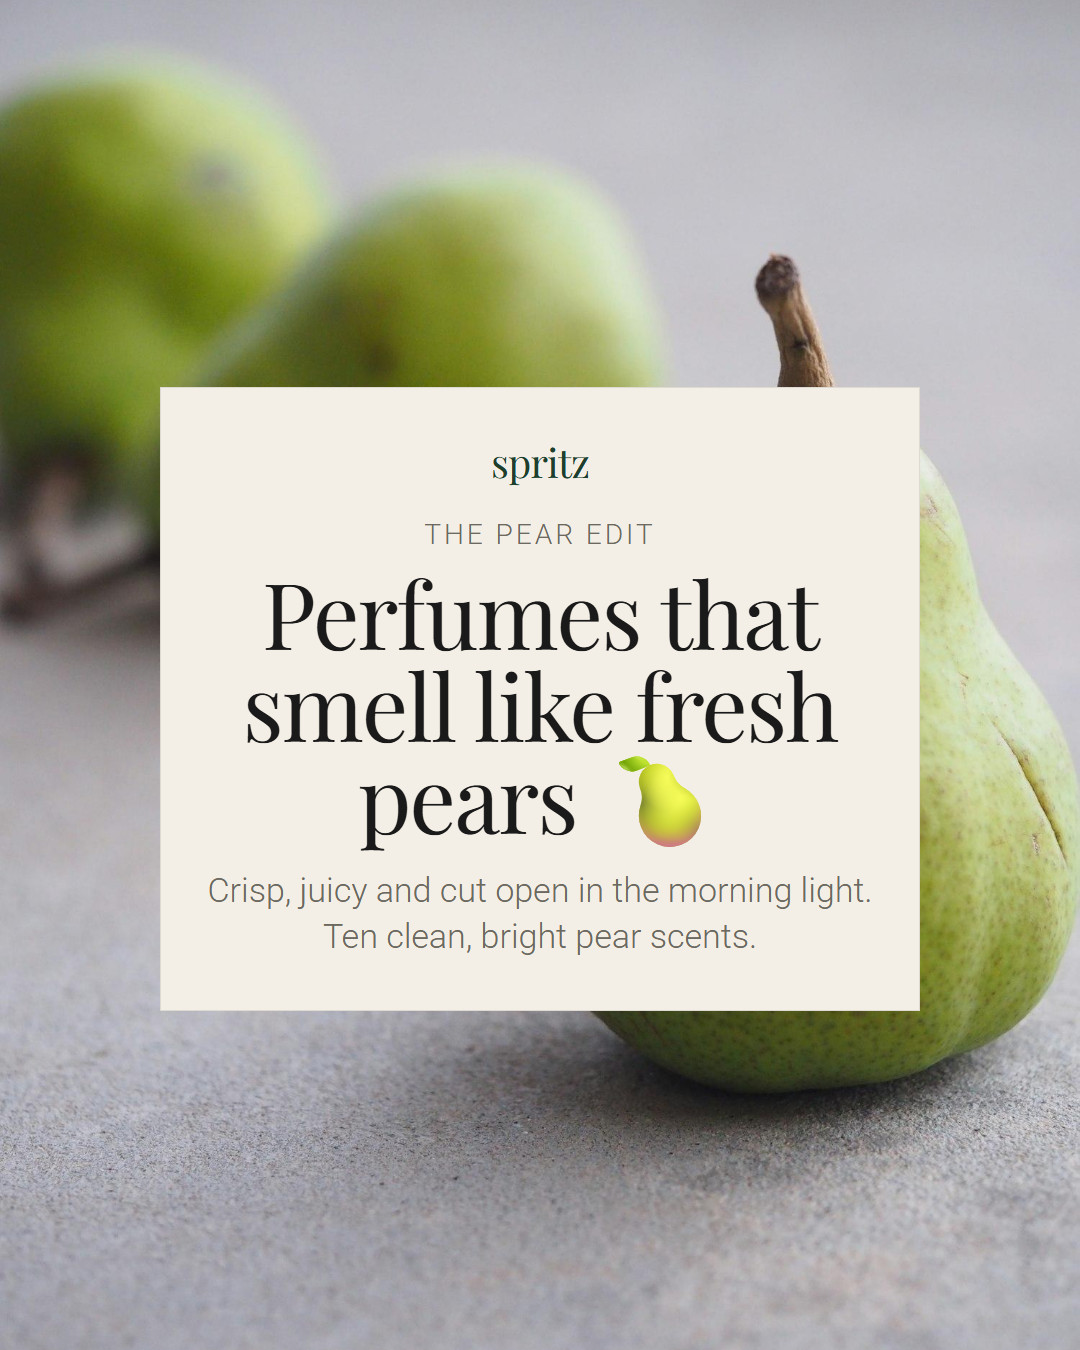 spritz
THE PEAR EDIT
Perfumes that
smell like fresh
pears 🍐
Crisp, juicy and cut open in the morning light.
Ten clean, bright pear scents.